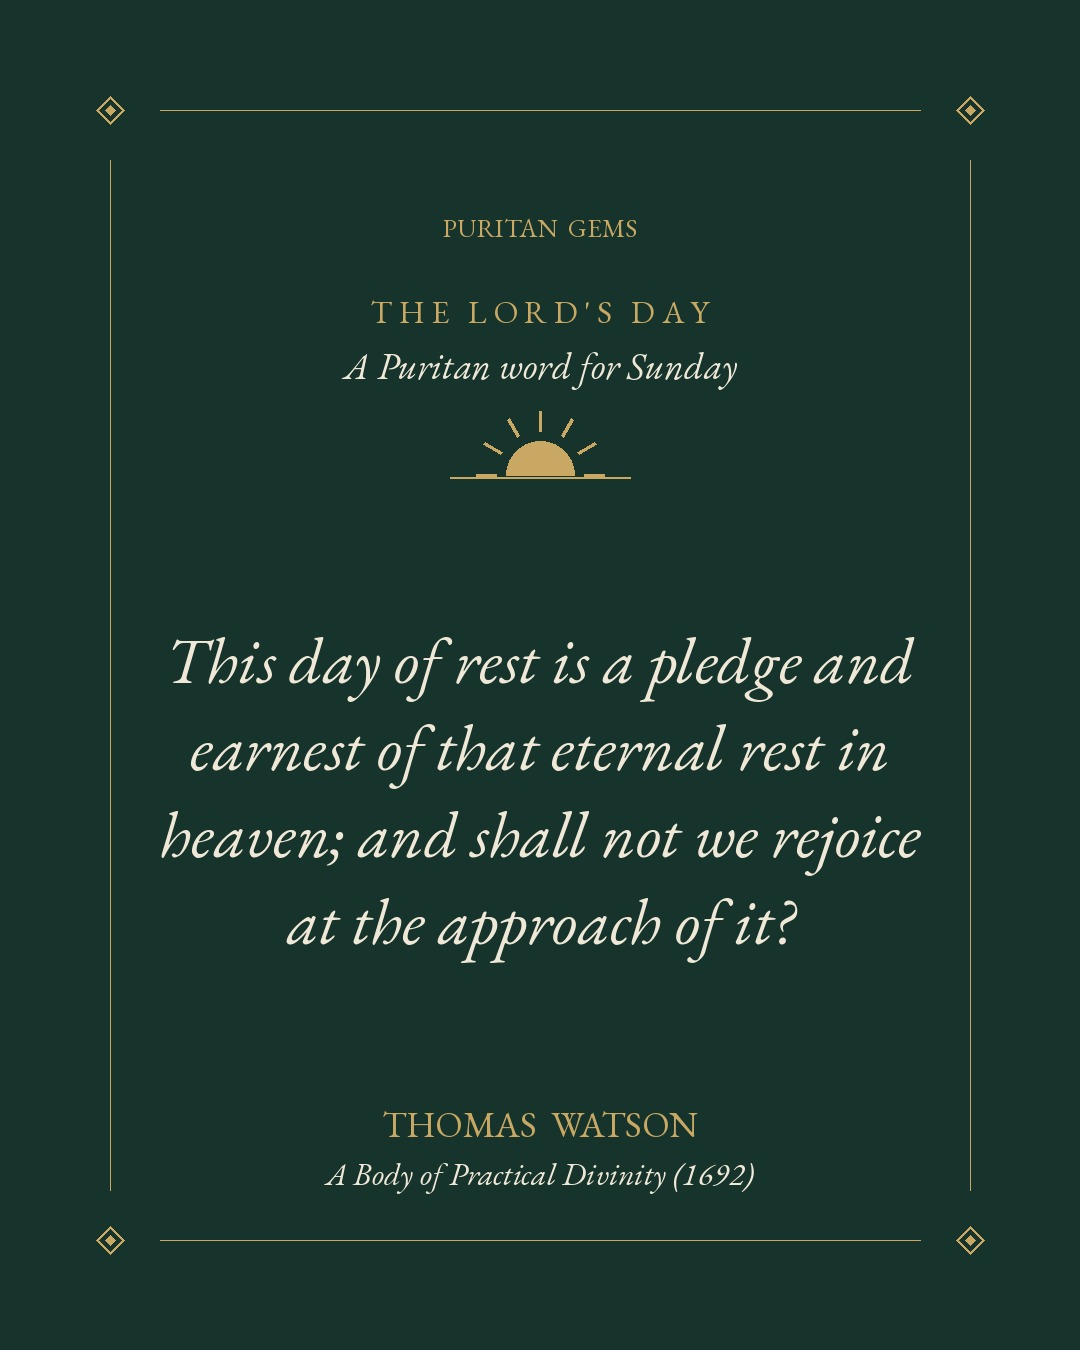 PURITAN GEMS
THE LORD'S DAY
A Puritan word for Sunday
This day of rest is a pledge and
earnest of that eternal rest in
heaven; and shall not we rejoice
at the approach of it?
THOMAS WATSON
A Body of Practical Divinity (1692)